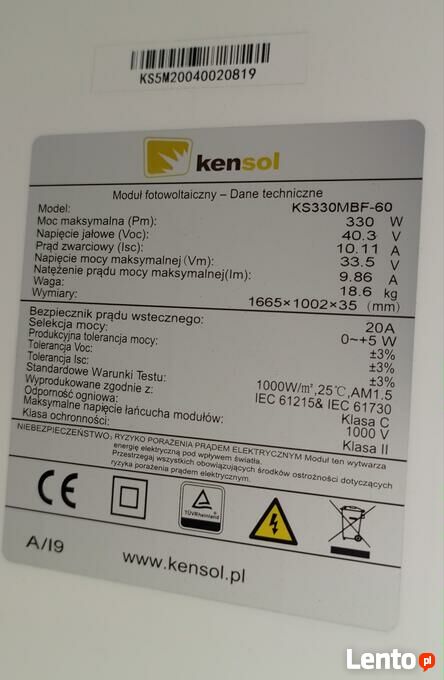 KS5M20040020819
kensol
Moduł fotowoltaiczny – Dane techniczne
Model: KS330MBF-60
Moc maksymalna (Pm): 330 W
Napięcie jałowe (Voc): 40.3 V
Prąd zwarciowy (Isc): 10.11 A
Napięcie mocy maksymalnej (Vm): 33.5 V
Natężenie prądu mocy maksymalnej(Im): 9.86 A
Waga: 18.6 kg
Wymiary: 1665×1002×35 (mm)
Bezpiecznik prądu wstecznego: 20A
Selekcja mocy: 0~+5 W
Produkcyjna tolerancja mocy: ±3%
Tolerancja Voc: ±3%
Tolerancja Isc: ±3%
Standardowe Warunki Testu: 1000W/m²,25℃,AM1.5
Wyprodukowane zgodnie z: IEC 61215& IEC 61730
Odporność ogniowa: Klasa C
Maksymalne napięcie łańcucha modułów: 1000 V
Klasa ochronności: Klasa II
NIEBEZPIECZEŃSTWO: RYZYKO PORAŻENIA PRĄDEM ELEKTRYCZNYM Moduł ten wytwarza
energię elektryczną pod wpływem światła.
Przestrzegaj wszystkich obowiązujących środków ostrożności dotyczących
ryzyka porażenia prądem elektrycznym.
CE
TÜVRheinland
A/I9
www.kensol.pl
Lento.pl